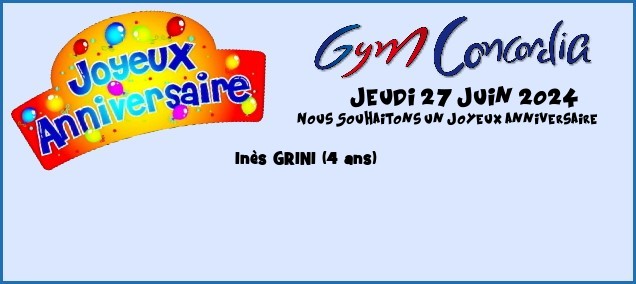 Joyeux
Anniversaire
Gym Concordia
Jeudi 27 Juin 2024
Nous souhaitons un joyeux anniversaire
Inès GRINI (4 ans)